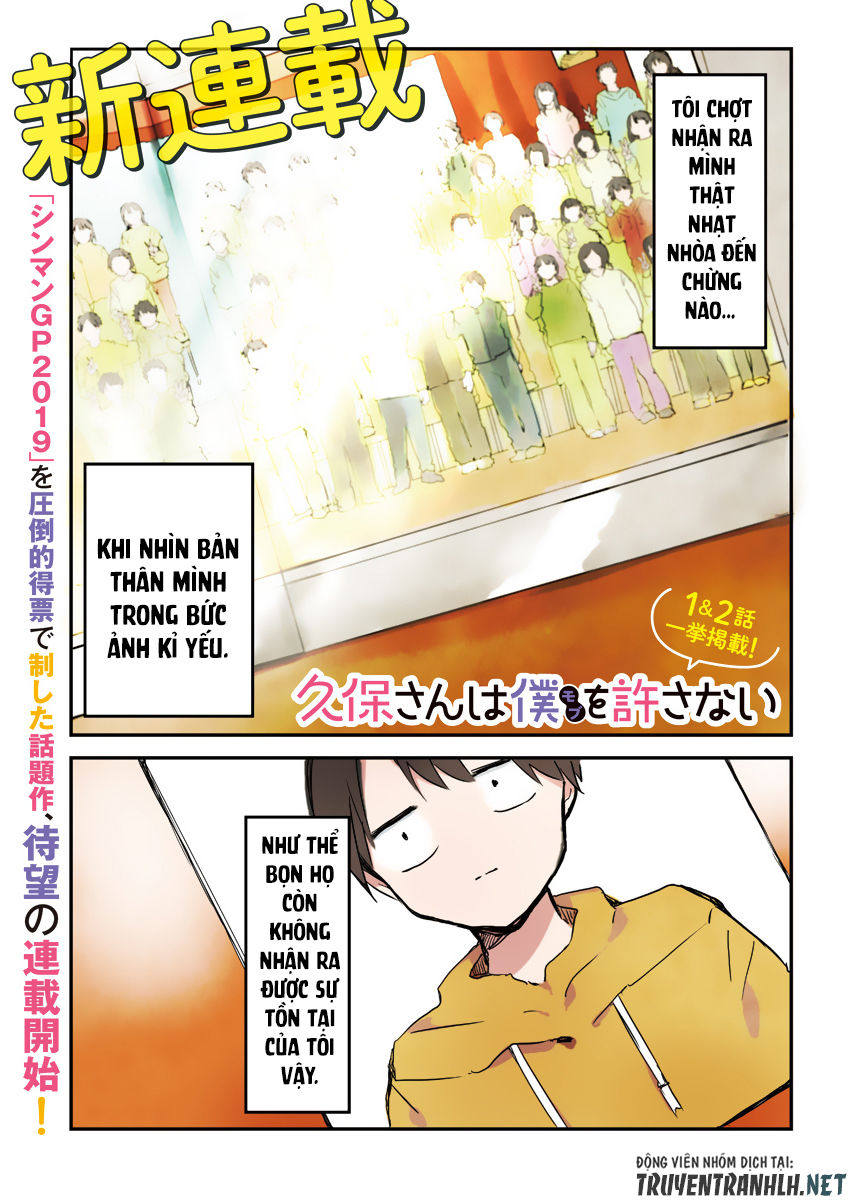 新連載
「シンマンGP2019」を圧倒的得票で制した話題作、待望の連載開始！
TÔI CHỢT
NHẬN RA
MÌNH
THẬT
NHẠT
NHÒA ĐẾN
CHỪNG
NÀO...
KHI NHÌN BẢN
THÂN MÌNH
TRONG BỨC
ẢNH KỈ YẾU.
1&2話
一挙掲載!
久保さんは僕を許さない
モブ
NHƯ THỂ
BỌN HỌ
CÒN
KHÔNG
NHẬN RA
ĐƯỢC SỰ
TỒN TẠI
CỦA TÔI
VẬY.
ĐỘNG VIÊN NHÓM DỊCH TẠI:
TRUYENTRANHLH.NET